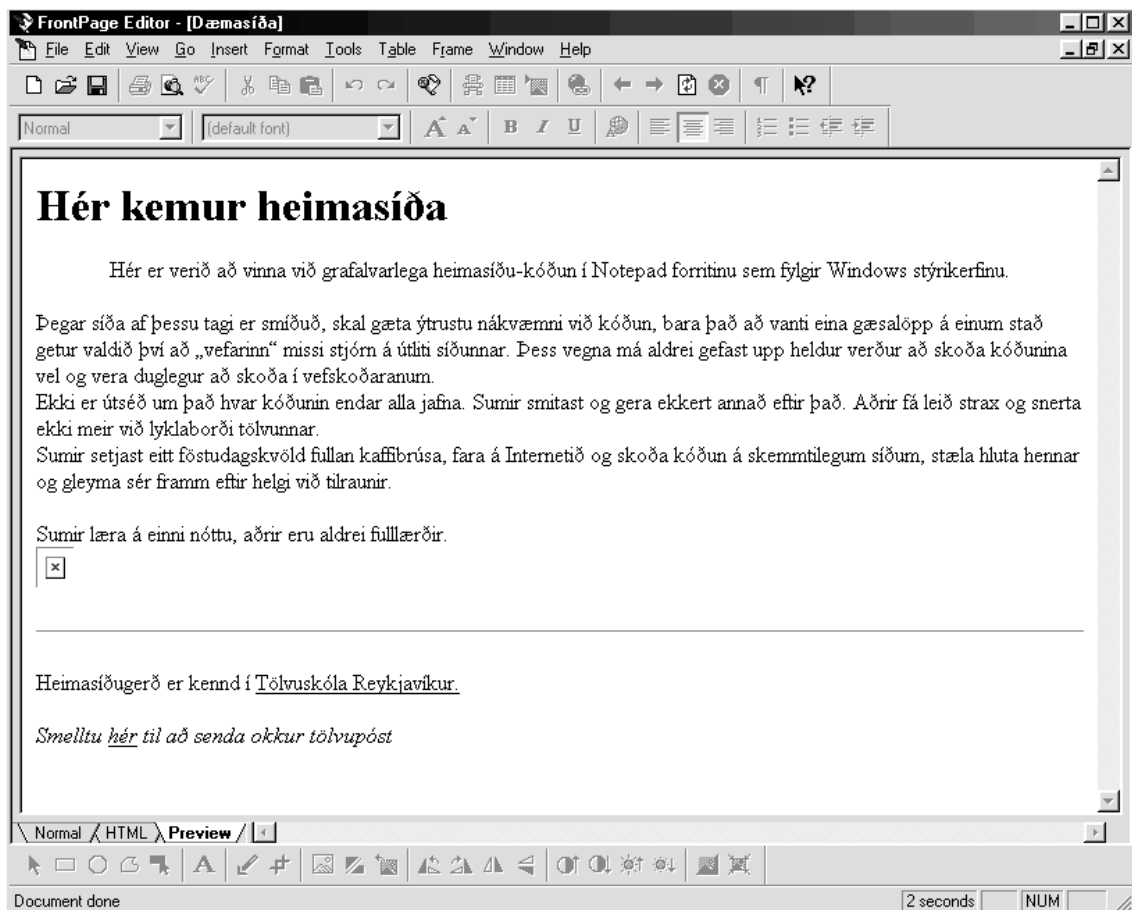 FrontPage Editor - [Dæmasíða]
File Edit View Go Insert Format Tools Table Frame Window Help
Normal (default font) A A B I U
Hér kemur heimasíða
Hér er verið að vinna við grafalvarlega heimasíðu-kóðun í Notepad forritinu sem fylgir Windows stýrikerfinu.
Þegar síða af þessu tagi er smíðuð, skal gæta ýtrustu nákvæmni við kóðun, bara það að vanti eina gæsalöpp á einum stað
getur valdið því að „vefarinn“ missi stjórn á útliti síðunnar. Þess vegna má aldrei gefast upp heldur verður að skoða kóðunina
vel og vera duglegur að skoða í vefskoðaranum.
Ekki er útséð um það hvar kóðunin endar alla jafna. Sumir smitast og gera ekkert annað eftir það. Aðrir fá leið strax og snerta
ekki meir við lyklaborði tölvunnar.
Sumir setjast eitt föstudagskvöld fullan kaffibrúsa, fara á Internetið og skoða kóðun á skemmtilegum síðum, stæla hluta hennar
og gleyma sér framm eftir helgi við tilraunir.
Sumir læra á einni nóttu, aðrir eru aldrei fulllærðir.
Heimasíðugerð er kennd í Tölvuskóla Reykjavíkur.
Smelltu hér til að senda okkur tölvupóst
Normal HTML Preview
A
Document done 2 seconds NUM